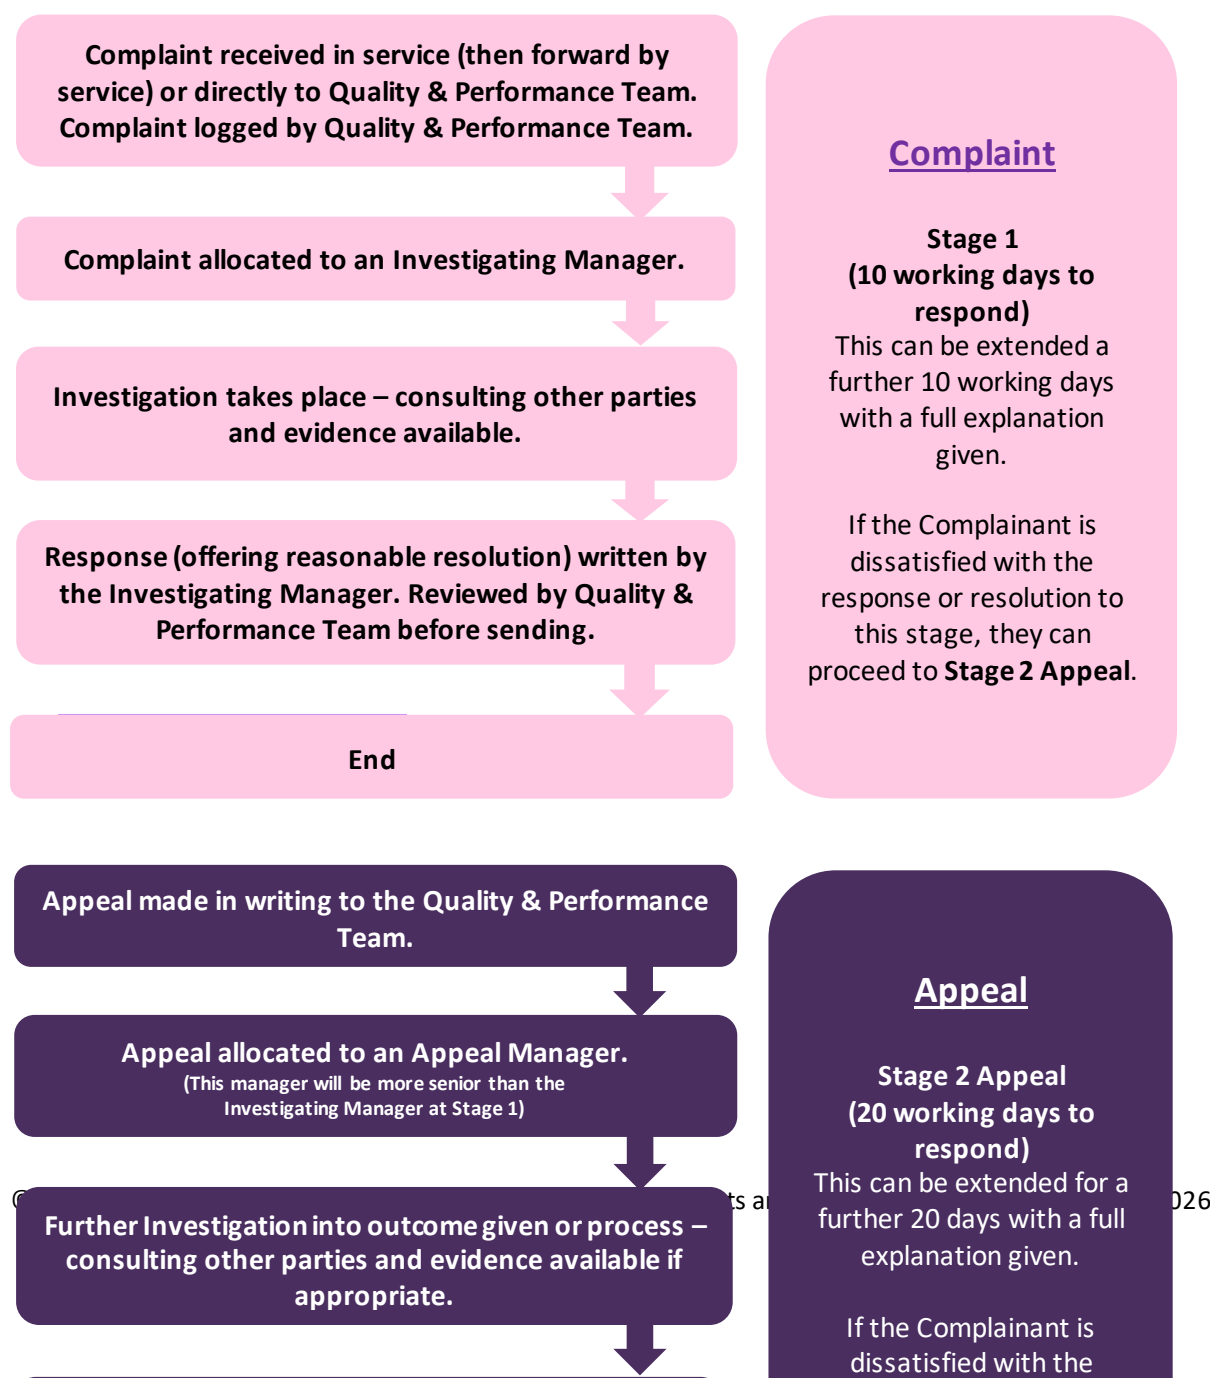 Complaint received in service (then forward by
service) or directly to Quality & Performance Team.
Complaint logged by Quality & Performance Team.
Complaint allocated to an Investigating Manager.
Investigation takes place – consulting other parties
and evidence available.
Response (offering reasonable resolution) written by
the Investigating Manager. Reviewed by Quality &
Performance Team before sending.
End
Complaint
Stage 1
(10 working days to
respond)
This can be extended a
further 10 working days
with a full explanation
given.
If the Complainant is
dissatisfied with the
response or resolution to
this stage, they can
proceed to Stage 2 Appeal.
Appeal made in writing to the Quality & Performance
Team.
Appeal allocated to an Appeal Manager.
(This manager will be more senior than the
Investigating Manager at Stage 1)
Further Investigation into outcome given or process –
consulting other parties and evidence available if
appropriate.
Appeal
Stage 2 Appeal
(20 working days to
respond)
This can be extended for a
further 20 days with a full
explanation given.
If the Complainant is
dissatisfied with the